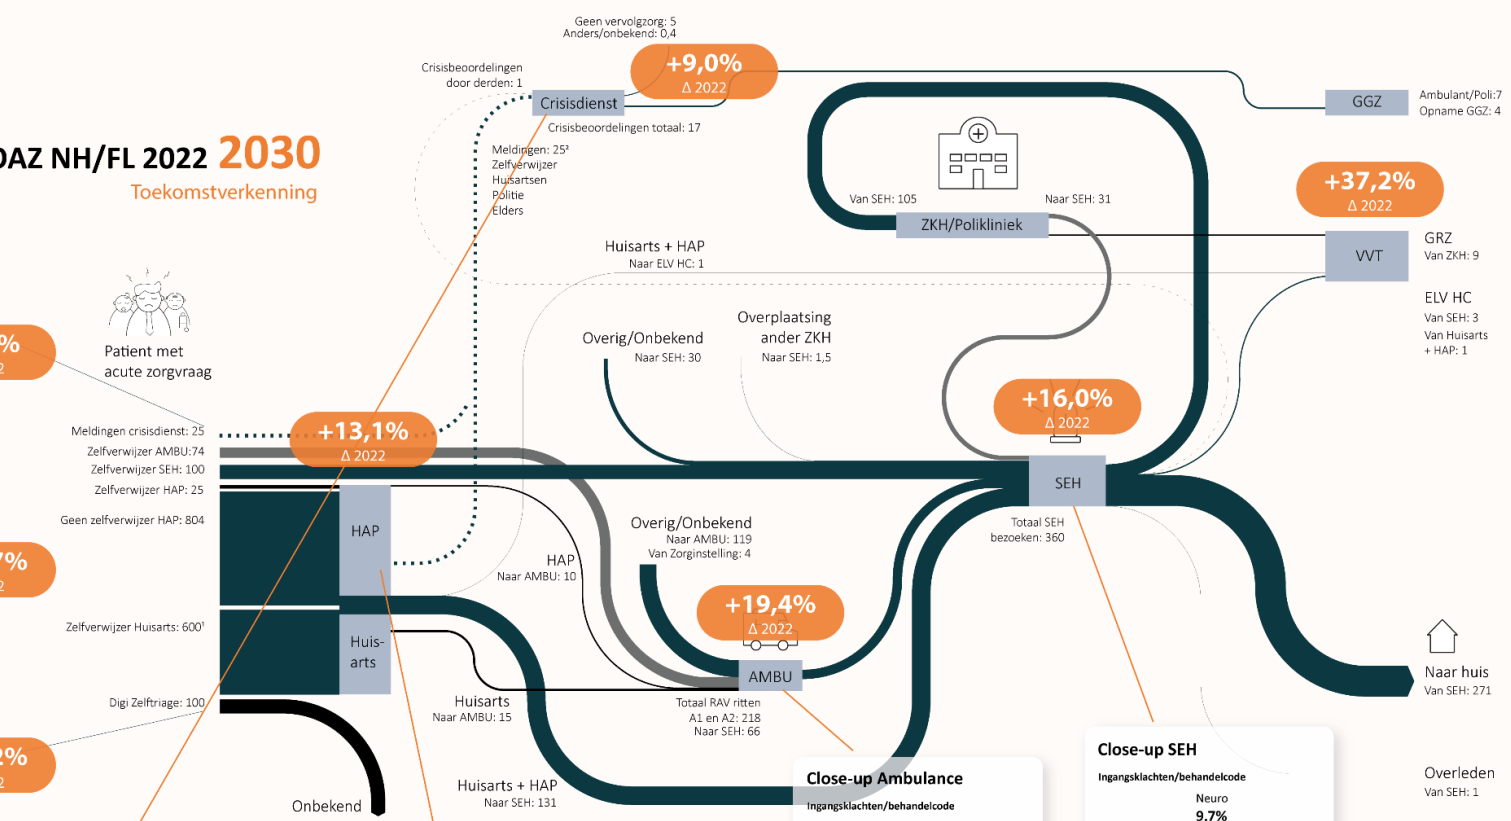 Geen vervolgzorg: 5
Anders/onbekend: 0,4
+9,0%
Δ 2022
Crisisbeoordelingen
door derden: 1
Crisisdienst
Crisisbeoordelingen totaal: 17
GGZ
Ambulant/Poli:7
Opname GGZ: 4
DAZ NH/FL 2022 2030
Toekomstverkenning
Meldingen: 25²
Zelfverwijzer
Huisartsen
Politie
Elders
Van SEH: 105
Naar SEH: 31
ZKH/Polikliniek
+37,2%
Δ 2022
VVT
GRZ
Van ZKH: 9
ELV HC
Van SEH: 3
Van Huisarts
+ HAP: 1
Huisarts + HAP
Naar ELV HC: 1
Overig/Onbekend
Naar SEH: 30
Overplaatsing
ander ZKH
Naar SEH: 1,5
%
2
Patient met
acute zorgvraag
+16,0%
Δ 2022
+13,1%
Δ 2022
Meldingen crisisdienst: 25
Zelfverwijzer AMBU:74
Zelfverwijzer SEH: 100
Zelfverwijzer HAP: 25
Geen zelfverwijzer HAP: 804
HAP
SEH
Totaal SEH
bezoeken: 360
Overig/Onbekend
Naar AMBU: 119
Van Zorginstelling: 4
HAP
Naar AMBU: 10
7%
2
+19,4%
Δ 2022
Zelfverwijzer Huisarts: 600¹
Huis-
arts
AMBU
Naar huis
Van SEH: 271
Digi Zelftriage: 100
Huisarts
Naar AMBU: 15
Totaal RAV ritten
A1 en A2: 218
Naar SEH: 66
2%
2
Onbekend
Huisarts + HAP
Naar SEH: 131
Close-up Ambulance
Ingangsklachten/behandelcode
Close-up SEH
Ingangsklachten/behandelcode
Neuro
9.7%
Overleden
Van SEH: 1